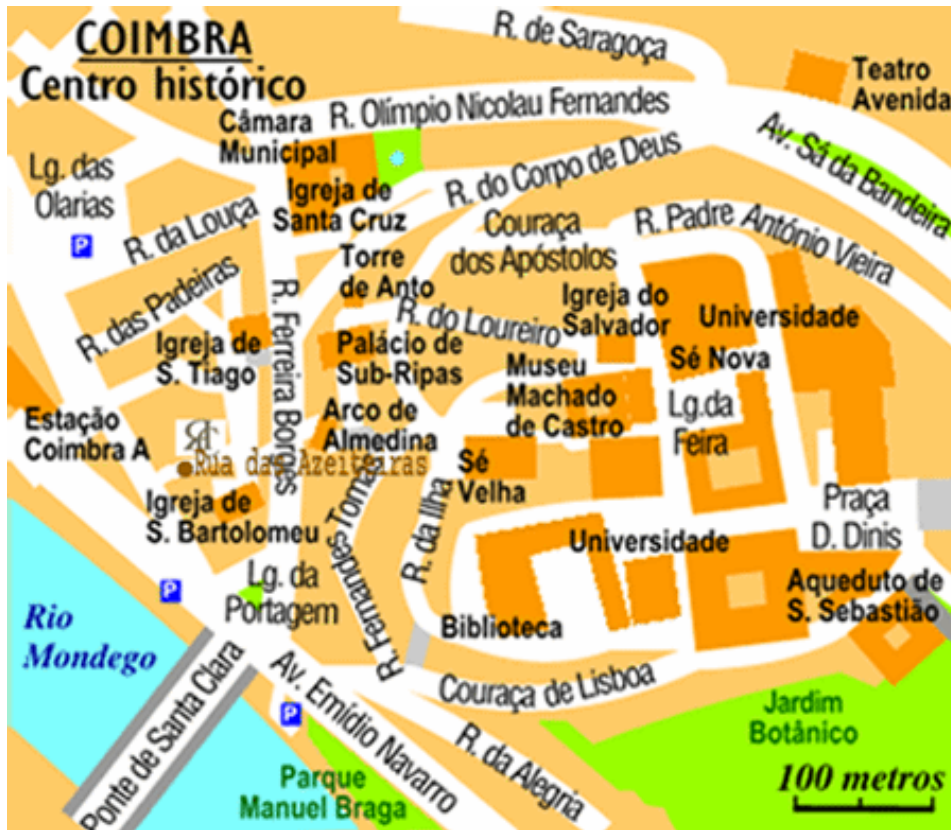 COIMBRA
Centro histórico
R. de Saragoça
Teatro
Avenida
R. Olímpio Nicolau Fernandes
Av. Sá da Bandeira
Câmara
Municipal
Lg. das
Olarias
P
R. da Louça
Igreja de
Santa Cruz
R. do Corpo de Deus
Couraça
dos Apóstolos
R. Padre António Vieira
R. das Padeiras
Torre
de Anto
R. do Loureiro
Igreja do
Salvador
Universidade
Igreja de
S. Tiago
R. Ferreira Borges
Palácio de
Sub-Ripas
Museu
Machado
de Castro
Sé Nova
Lg.da
Feira
Estação
Coimbra A
Arco de
Almedina
Rua das Azeiteiras
Sé
Velha
Igreja de
S. Bartolomeu
R. Fernandes Tomaz
R. da Ilha
Universidade
Praça
D. Dinis
P
Lg. da
Portagem
Biblioteca
Aqueduto de
S. Sebastião
Rio
Mondego
Ponte de Santa Clara
Av. Emídio Navarro
Couraça de Lisboa
P
R. da Alegria
Jardim
Botânico
Parque
Manuel Braga
100 metros